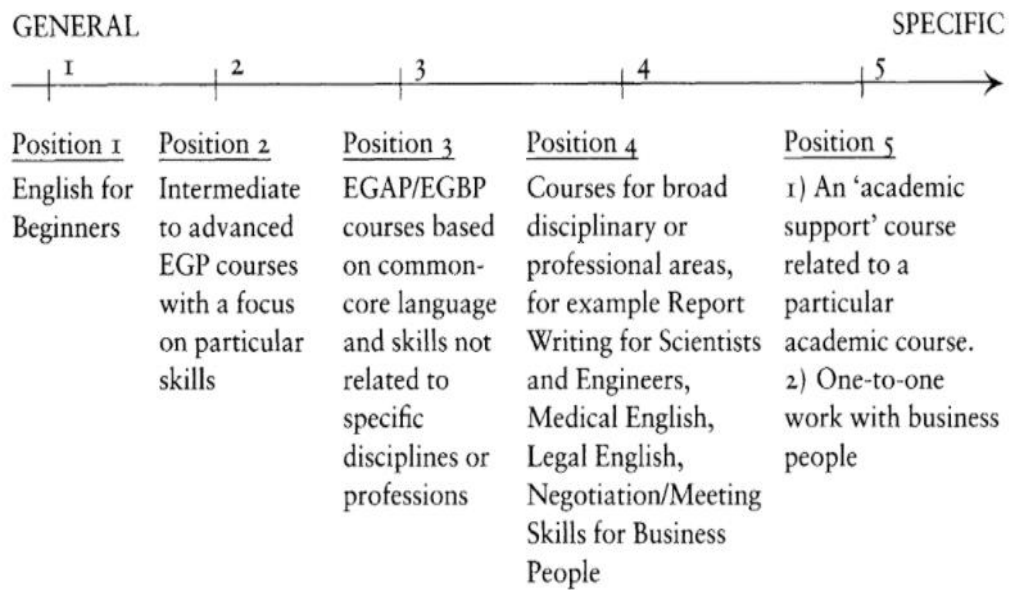 GENERAL SPECIFIC
1 2 3 4 5
Position 1
English for
Beginners
Position 2
Intermediate
to advanced
EGP courses
with a focus
on particular
skills
Position 3
EGAP/EGBP
courses based
on common-
core language
and skills not
related to
specific
disciplines or
professions
Position 4
Courses for broad
disciplinary or
professional areas,
for example Report
Writing for Scientists
and Engineers,
Medical English,
Legal English,
Negotiation/Meeting
Skills for Business
People
Position 5
1) An ‘academic
support’ course
related to a
particular
academic course.
2) One-to-one
work with business
people